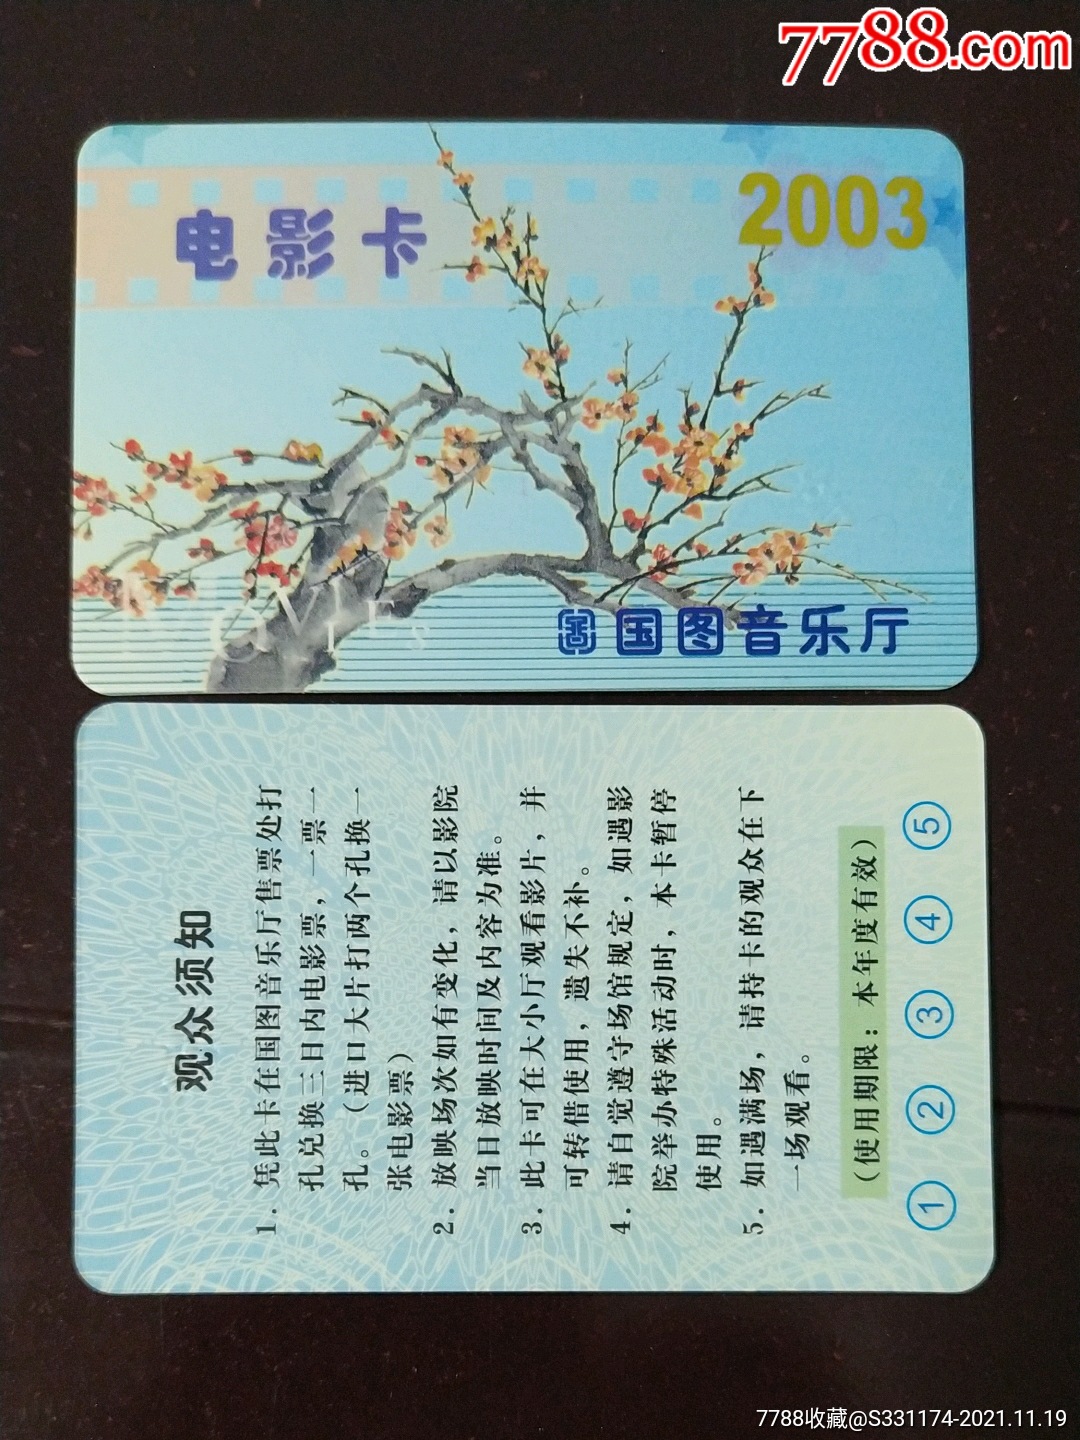 7788.com
电影卡
2003
国图音乐厅
观众须知
1. 凭此卡在国图音乐厅售票处打
孔兑换三日内电影票，一票一
孔。（进口大片打两个孔换一
张电影票）
2. 放映场次如有变化，请以影院
当日放映时间及内容为准。
3. 此卡可在大小厅观看影片，并
可转借使用，遗失不补。
4. 请自觉遵守场馆规定，如遇影
院举办特殊活动时，本卡暂停
使用。
5. 如遇满场，请持卡的观众在下
一场观看。
（使用期限：本年度有效）
① ② ③ ④ ⑤
7788收藏@S331174-2021.11.19